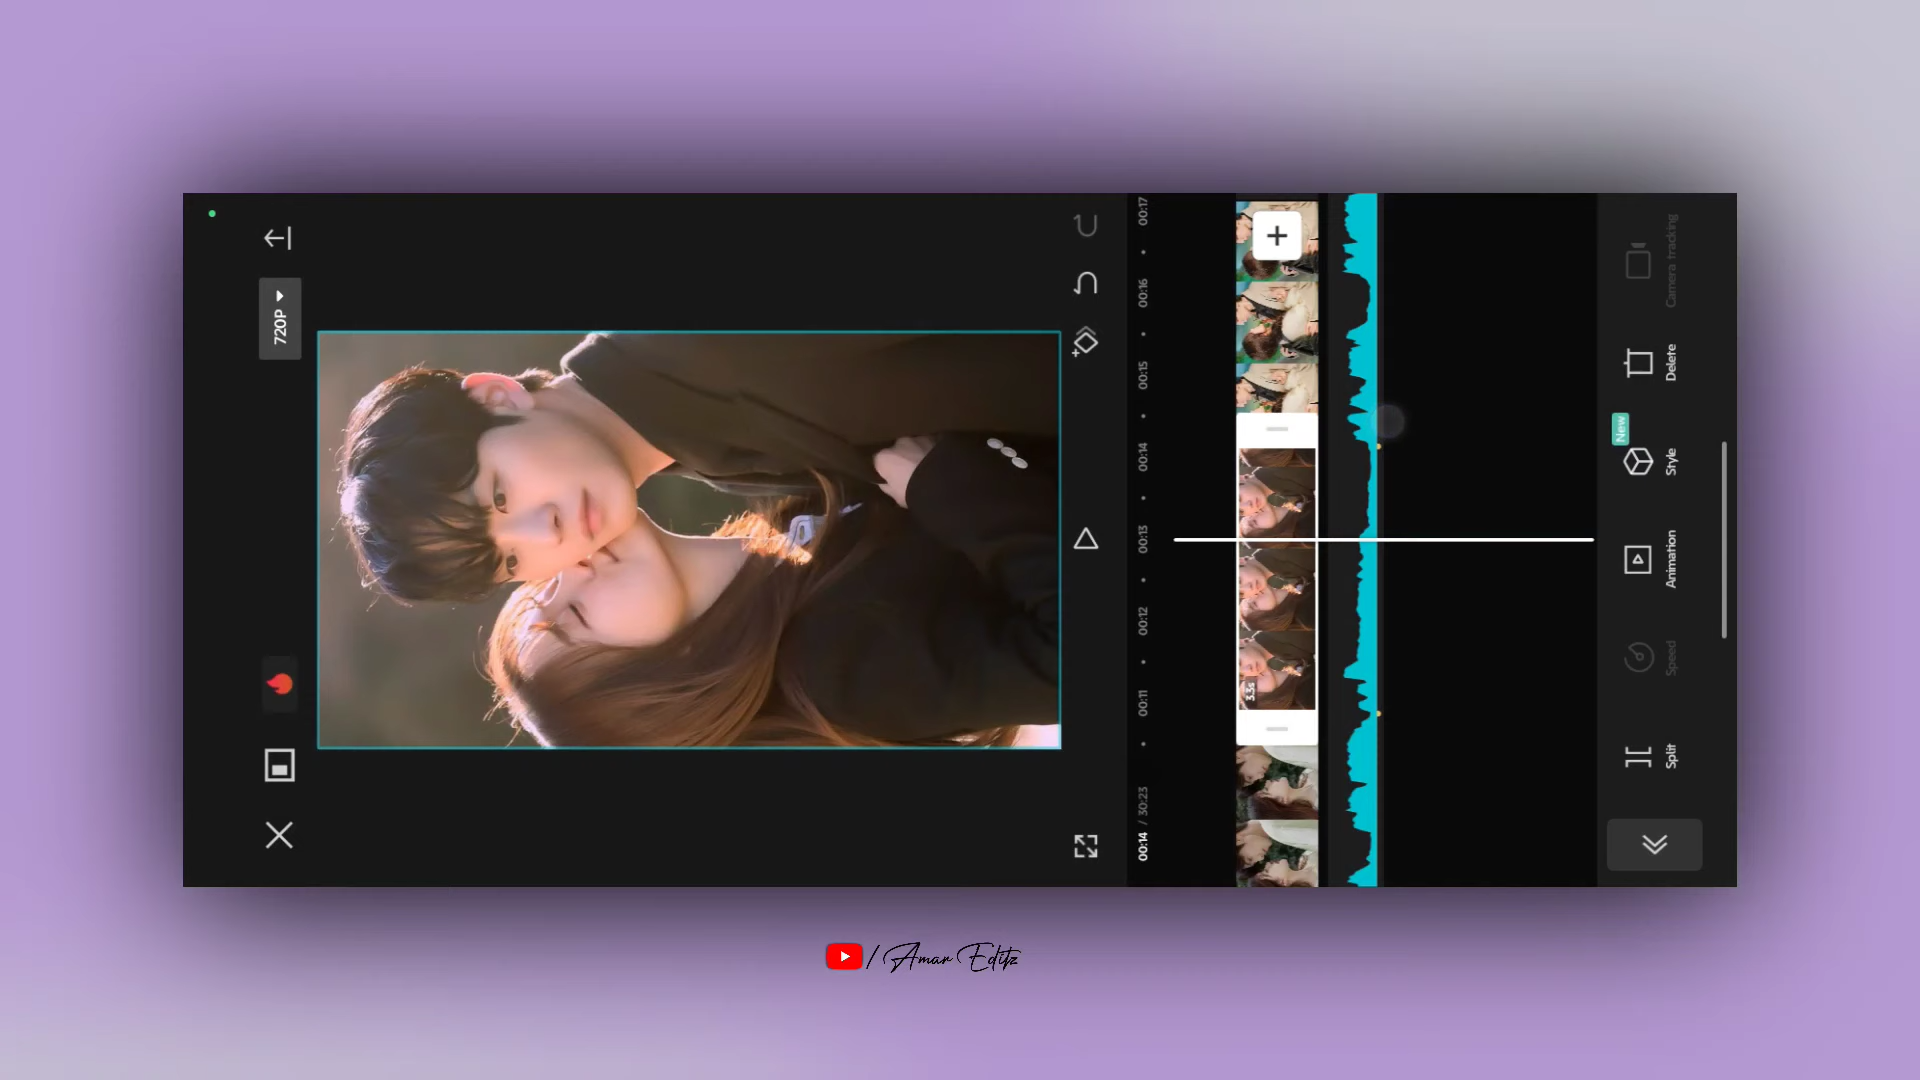 720P
00:14 / 30:23
00:11
00:12
00:13
00:14
00:15
00:16
00:17
3.3s
Split
Speed
Animation
Style
New
Delete
Camera tracking
/ Amar Editz